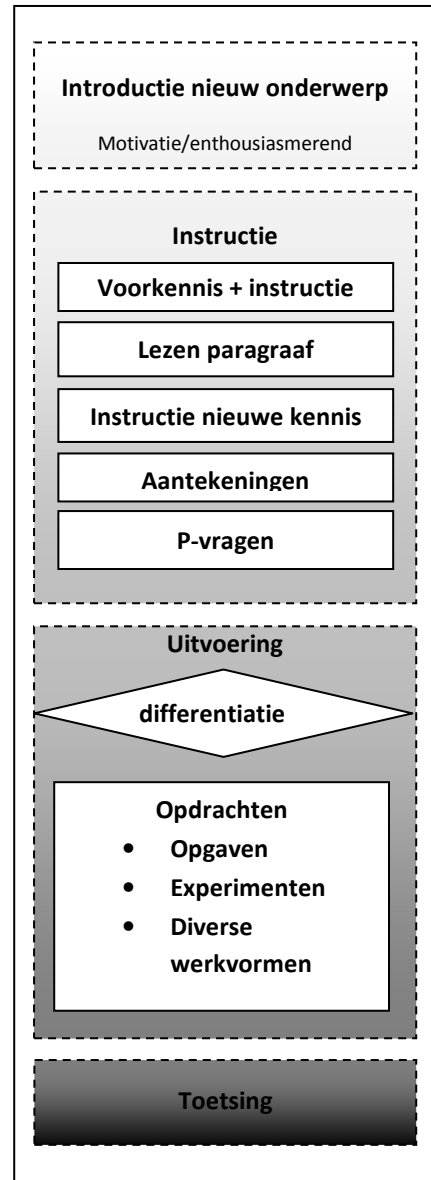 Introductie nieuw onderwerp
Motivatie/enthousiasmerend
Instructie
Voorkennis + instructie
Lezen paragraaf
Instructie nieuwe kennis
Aantekeningen
P-vragen
Uitvoering
differentiatie
Opdrachten
• Opgaven
• Experimenten
• Diverse
werkvormen
Toetsing